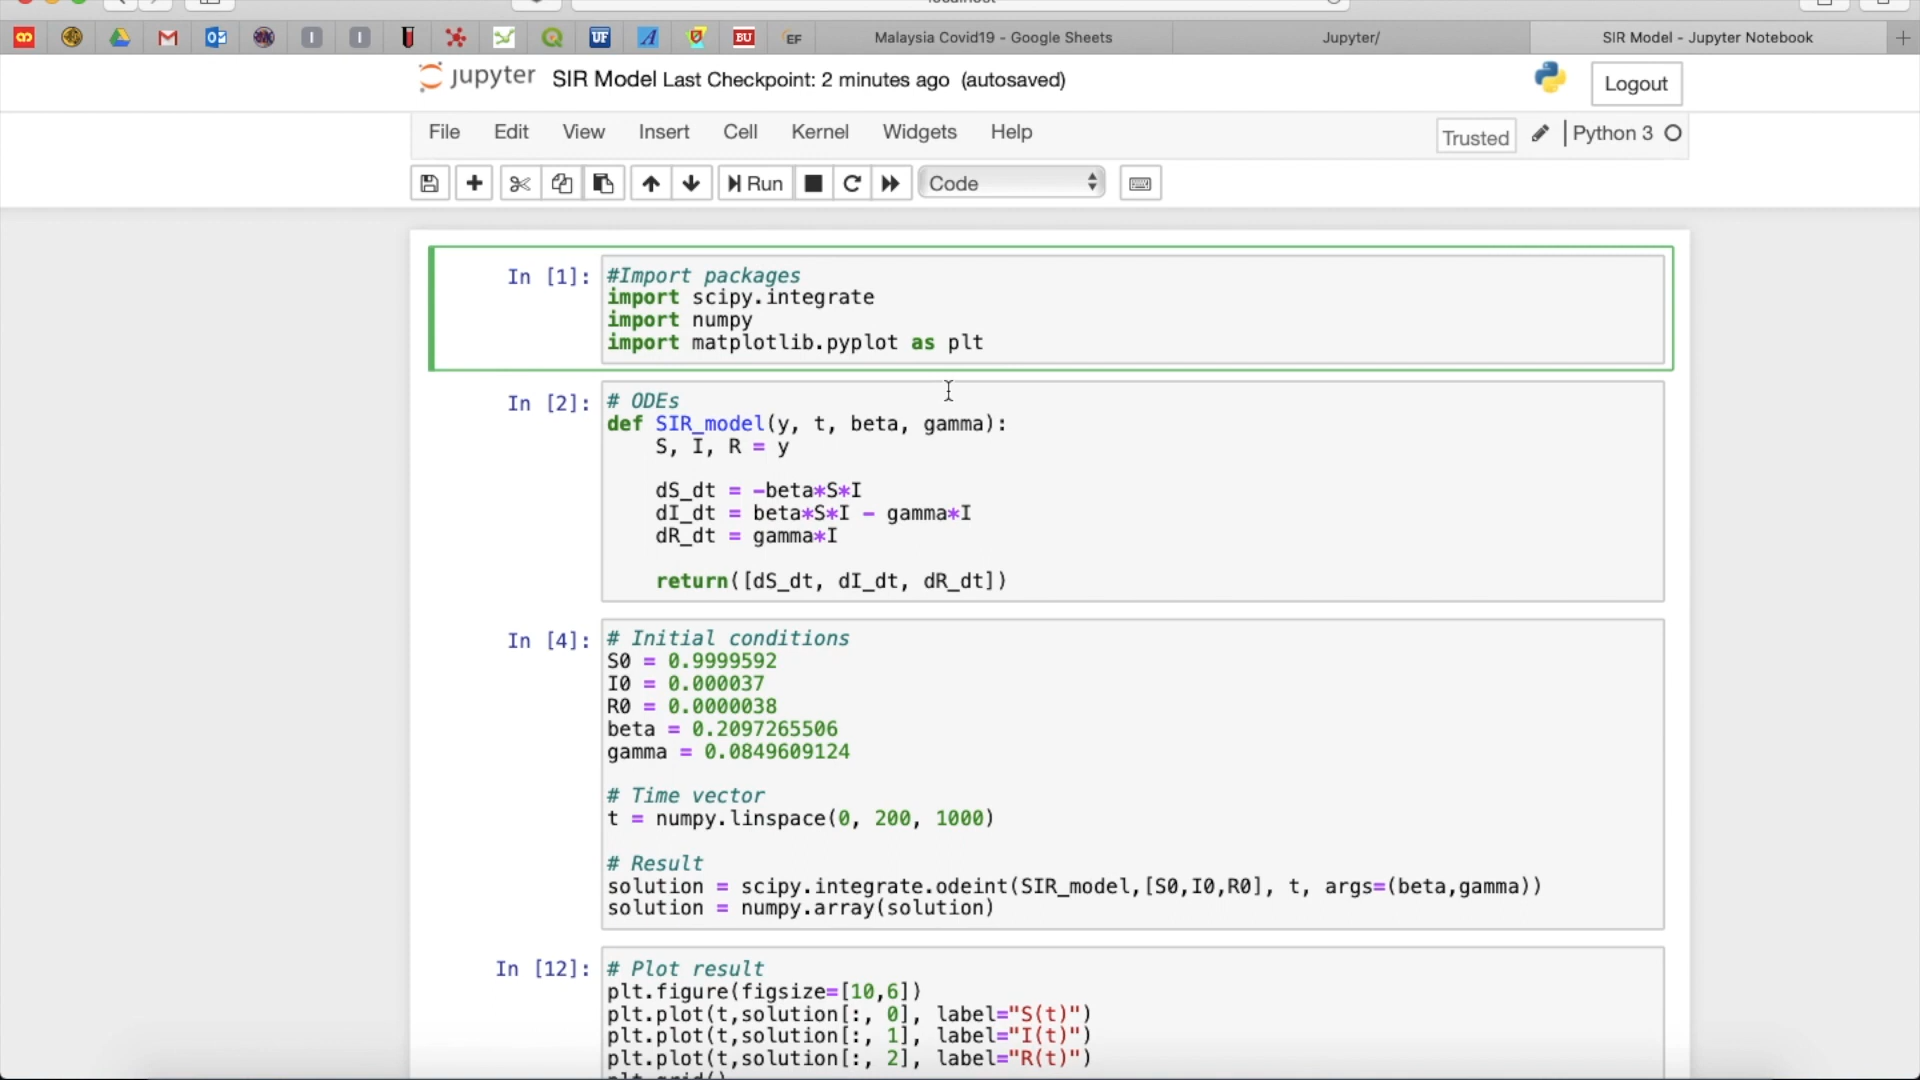 localhost
UF
A
BU
EF
Malaysia Covid19 - Google Sheets
Jupyter/
SIR Model - Jupyter Notebook
jupyter SIR Model Last Checkpoint: 2 minutes ago (autosaved)
Logout
File Edit View Insert Cell Kernel Widgets Help
Trusted
Python 3
Run
Code
In [1]: #Import packages
import scipy.integrate
import numpy
import matplotlib.pyplot as plt
In [2]: # ODEs
def SIR_model(y, t, beta, gamma):
    S, I, R = y
    dS_dt = -beta*S*I
    dI_dt = beta*S*I - gamma*I
    dR_dt = gamma*I
    return([dS_dt, dI_dt, dR_dt])
In [4]: # Initial conditions
S0 = 0.9999592
I0 = 0.000037
R0 = 0.0000038
beta = 0.2097265506
gamma = 0.0849609124
# Time vector
t = numpy.linspace(0, 200, 1000)
# Result
solution = scipy.integrate.odeint(SIR_model,[S0,I0,R0], t, args=(beta,gamma))
solution = numpy.array(solution)
In [12]: # Plot result
plt.figure(figsize=[10,6])
plt.plot(t,solution[:, 0], label="S(t)")
plt.plot(t,solution[:, 1], label="I(t)")
plt.plot(t,solution[:, 2], label="R(t)")
plt.grid()